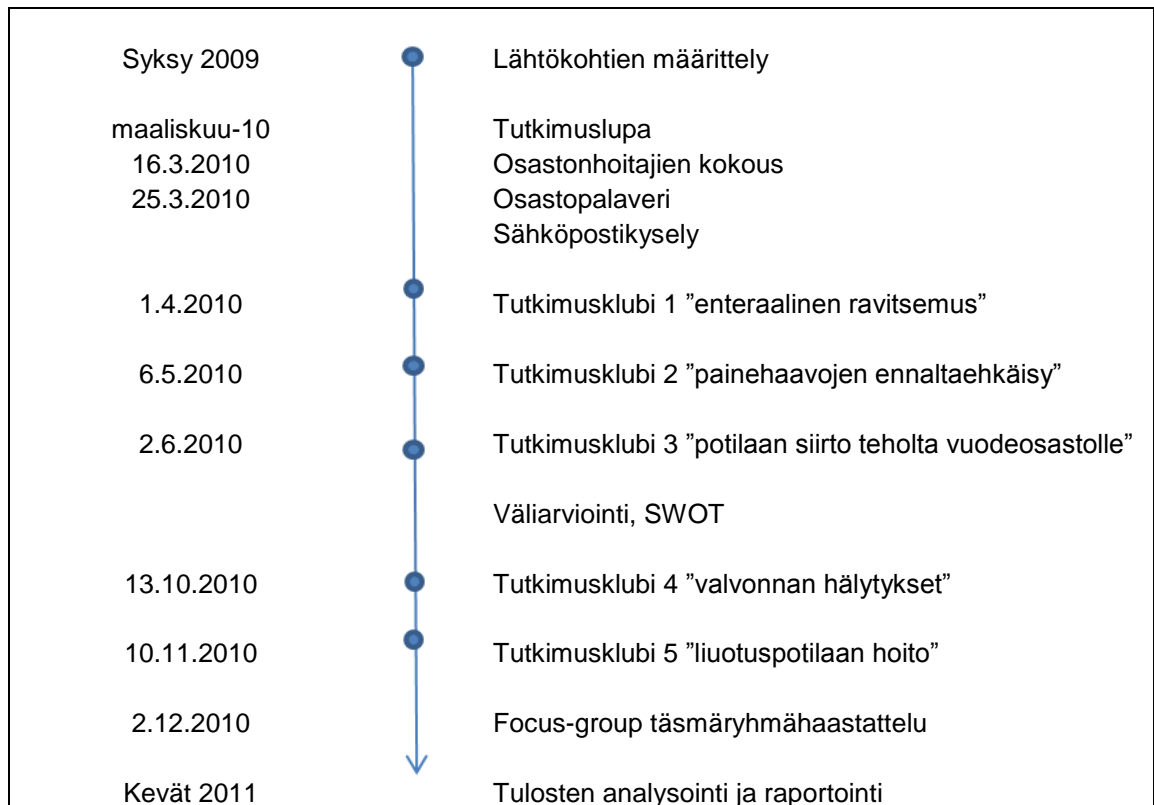 Syksy 2009 Lähtökohtien määrittely
maaliskuu-10 Tutkimuslupa
16.3.2010 Osastonhoitajien kokous
25.3.2010 Osastopalaveri
Sähköpostikysely
1.4.2010 Tutkimusklubi 1 ”enteraalinen ravitsemus”
6.5.2010 Tutkimusklubi 2 ”painehaavojen ennaltaehkäisy”
2.6.2010 Tutkimusklubi 3 ”potilaan siirto teholta vuodeosastolle”
Väliarviointi, SWOT
13.10.2010 Tutkimusklubi 4 ”valvonnan hälytykset”
10.11.2010 Tutkimusklubi 5 ”liuotuspotilaan hoito”
2.12.2010 Focus-group täsmäryhmähaastattelu
Kevät 2011 Tulosten analysointi ja raportointi